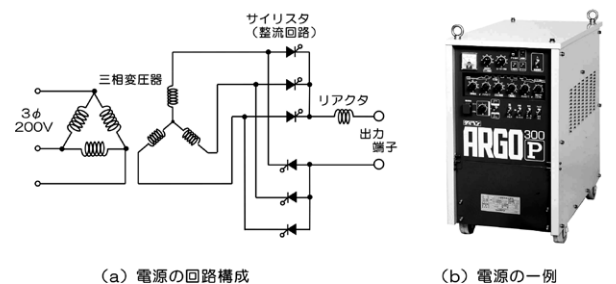 サイリスタ
(整流回路)
三相変圧器
3φ
200V
リアクタ
出力
端子
ARGO
300
P
(a) 電源の回路構成
(b) 電源の一例